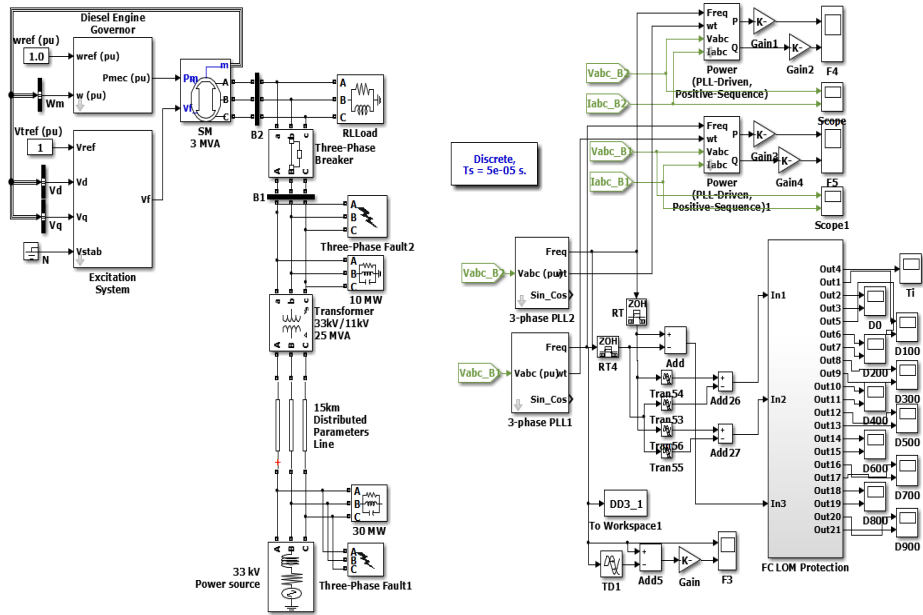 Diesel Engine
Governor
wref (pu)
1.0
wref (pu)
Pmec (pu)
w (pu)
Wm
Vtref (pu)
1
Vref
Vd
Vd
Vf
Vq
Vq
Vstab
N
Excitation
System
Pm
m
Vf
A
B
C
SM
3 MVA
B2
A
B
C
RLLoad
a
b
c
A
B
C
Three-Phase
Breaker
B1
A
B
C
Three-Phase Fault2
A
B
C
10 MW
a
b
c
A
B
C
Transformer
33kV/11kV
25 MVA
15km
Distributed
Parameters
Line
A
B
C
30 MW
A
B
C
Three-Phase Fault1
A
B
C
33 kV
Power source
Discrete,
Ts = 5e-05 s.
Vabc_B2
Iabc_B2
Freq
wt
Vabc
Iabc
P
Q
Power
(PLL-Driven,
Positive-Sequence)
K-
Gain1
K-
Gain2
F4
Scope
Vabc_B1
Iabc_B1
Freq
wt
Vabc
Iabc
P
Q
Power
(PLL-Driven,
Positive-Sequence)1
K-
Gain3
K-
Gain4
F5
Scope1
Vabc_B2
Freq
Vabc (pu)
wt
Sin_Cos
3-phase PLL2
Vabc_B1
Freq
Vabc (pu)
wt
Sin_Cos
3-phase PLL1
ZOH
RT
ZOH
RT4
Add
Tran54
Tran53
Tran56
Tran55
Add26
Add27
DD3_1
To Workspace1
TD1
Add5
K-
Gain
F3
In1
In2
In3
Out4
Out1
Out2
Out3
Out5
Out6
Out7
Out8
Out9
Out10
Out11
Out12
Out13
Out14
Out15
Out16
Out17
Out18
Out19
Out20
Out21
FC LOM Protection
Ti
D0
D100
D200
D300
D400
D500
D600
D700
D800
D900